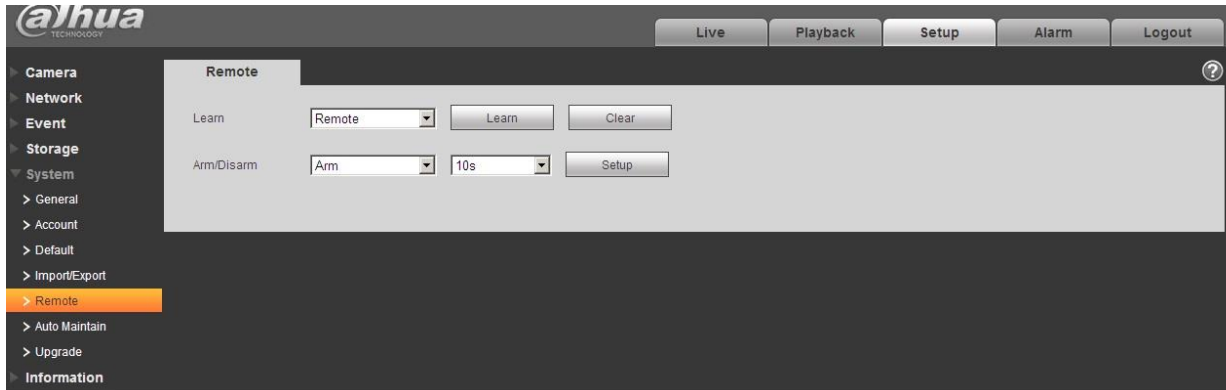 alhua
TECHNOLOGY
Live Playback Setup Alarm Logout
Camera
Network
Event
Storage
System
> General
> Account
> Default
> Import/Export
> Remote
> Auto Maintain
> Upgrade
Information
Remote
?
Learn Remote Learn Clear
Arm/Disarm Arm 10s Setup